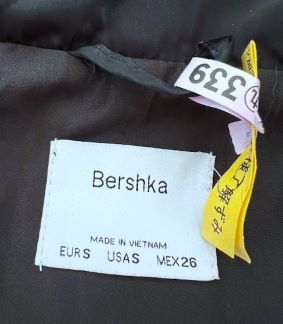 339
Bershka
MADE IN VIETNAM
EUR S USA S MEX 26